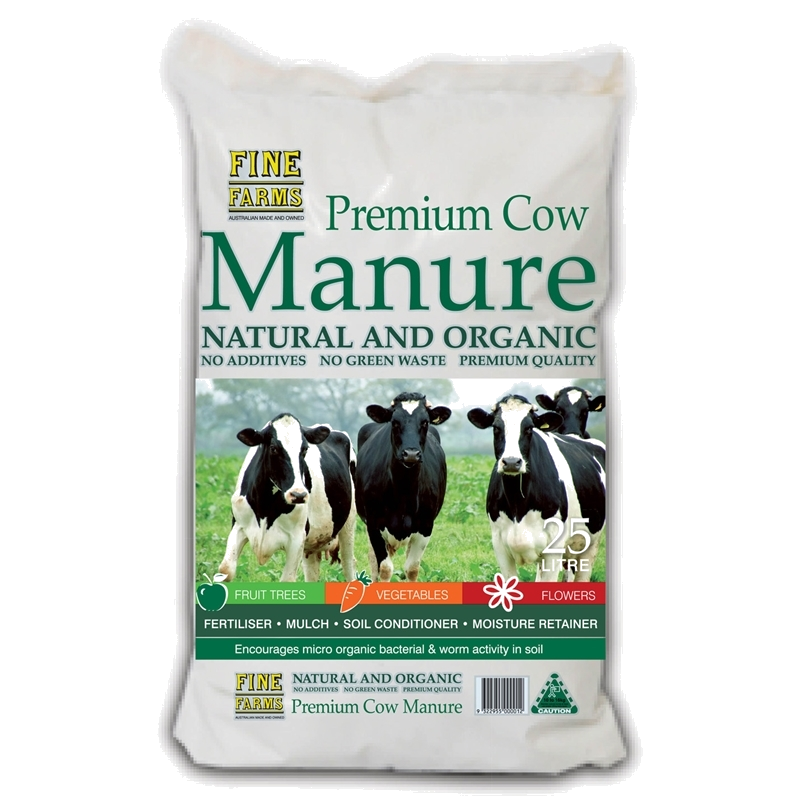 FINE
FARMS
AUSTRALIAN MADE AND OWNED
Premium Cow
Manure
NATURAL AND ORGANIC
NO ADDITIVES NO GREEN WASTE PREMIUM QUALITY
25
LITRE
FRUIT TREES VEGETABLES FLOWERS
FERTILISER • MULCH • SOIL CONDITIONER • MOISTURE RETAINER
Encourages micro organic bacterial & worm activity in soil
FINE
FARMS
AUSTRALIAN MADE AND OWNED
NATURAL AND ORGANIC
NO ADDITIVES NO GREEN WASTE PREMIUM QUALITY
Premium Cow Manure
CAUTION